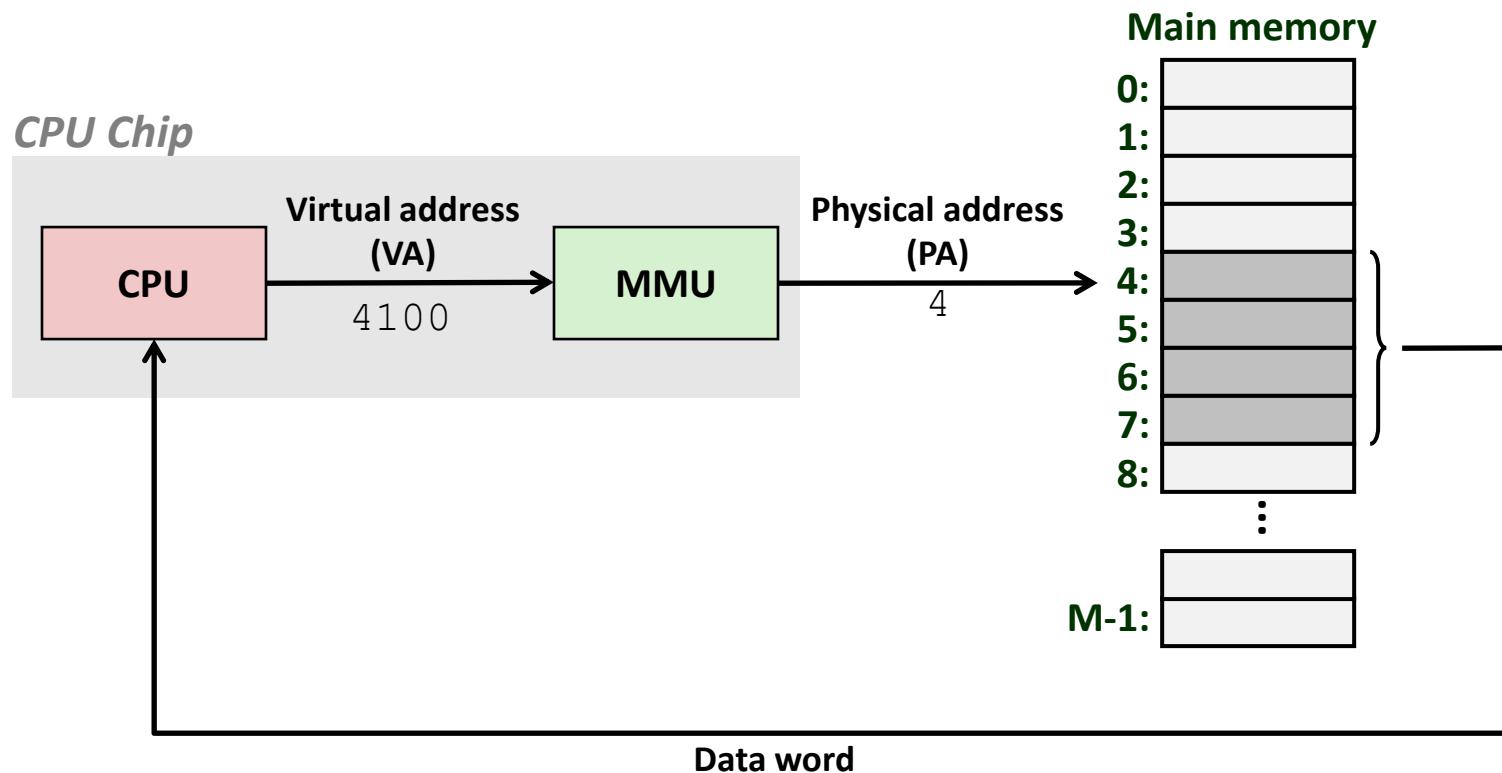 Main memory
CPU Chip
0:
1:
2:
3:
4:
5:
6:
7:
8:
M-1:
Virtual address
(VA)
4100
Physical address
(PA)
4
CPU
MMU
Data word